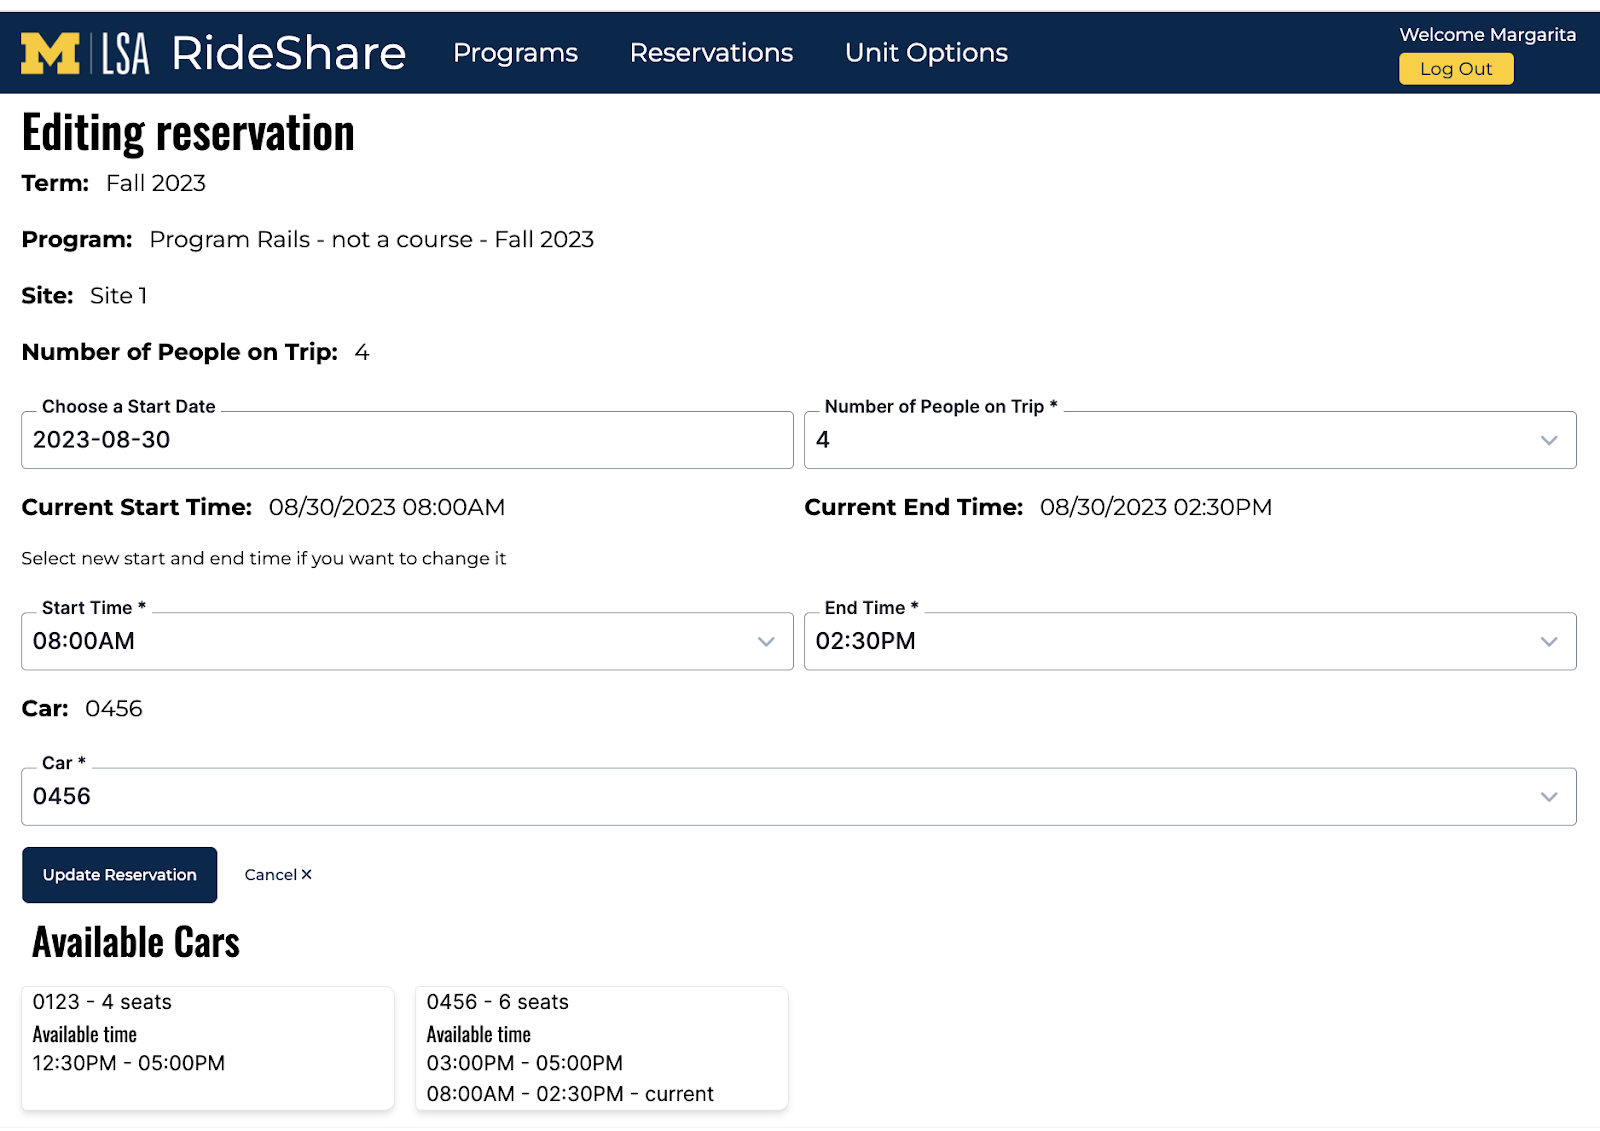 M LSA RideShare Programs Reservations Unit Options Welcome Margarita
Log Out
Editing reservation
Term: Fall 2023
Program: Program Rails - not a course - Fall 2023
Site: Site 1
Number of People on Trip: 4
Choose a Start Date
2023-08-30
Number of People on Trip *
4
Current Start Time: 08/30/2023 08:00AM
Current End Time: 08/30/2023 02:30PM
Select new start and end time if you want to change it
Start Time *
08:00AM
End Time *
02:30PM
Car: 0456
Car *
0456
Update Reservation
Cancel ×
Available Cars
0123 - 4 seats
Available time
12:30PM - 05:00PM
0456 - 6 seats
Available time
03:00PM - 05:00PM
08:00AM - 02:30PM - current